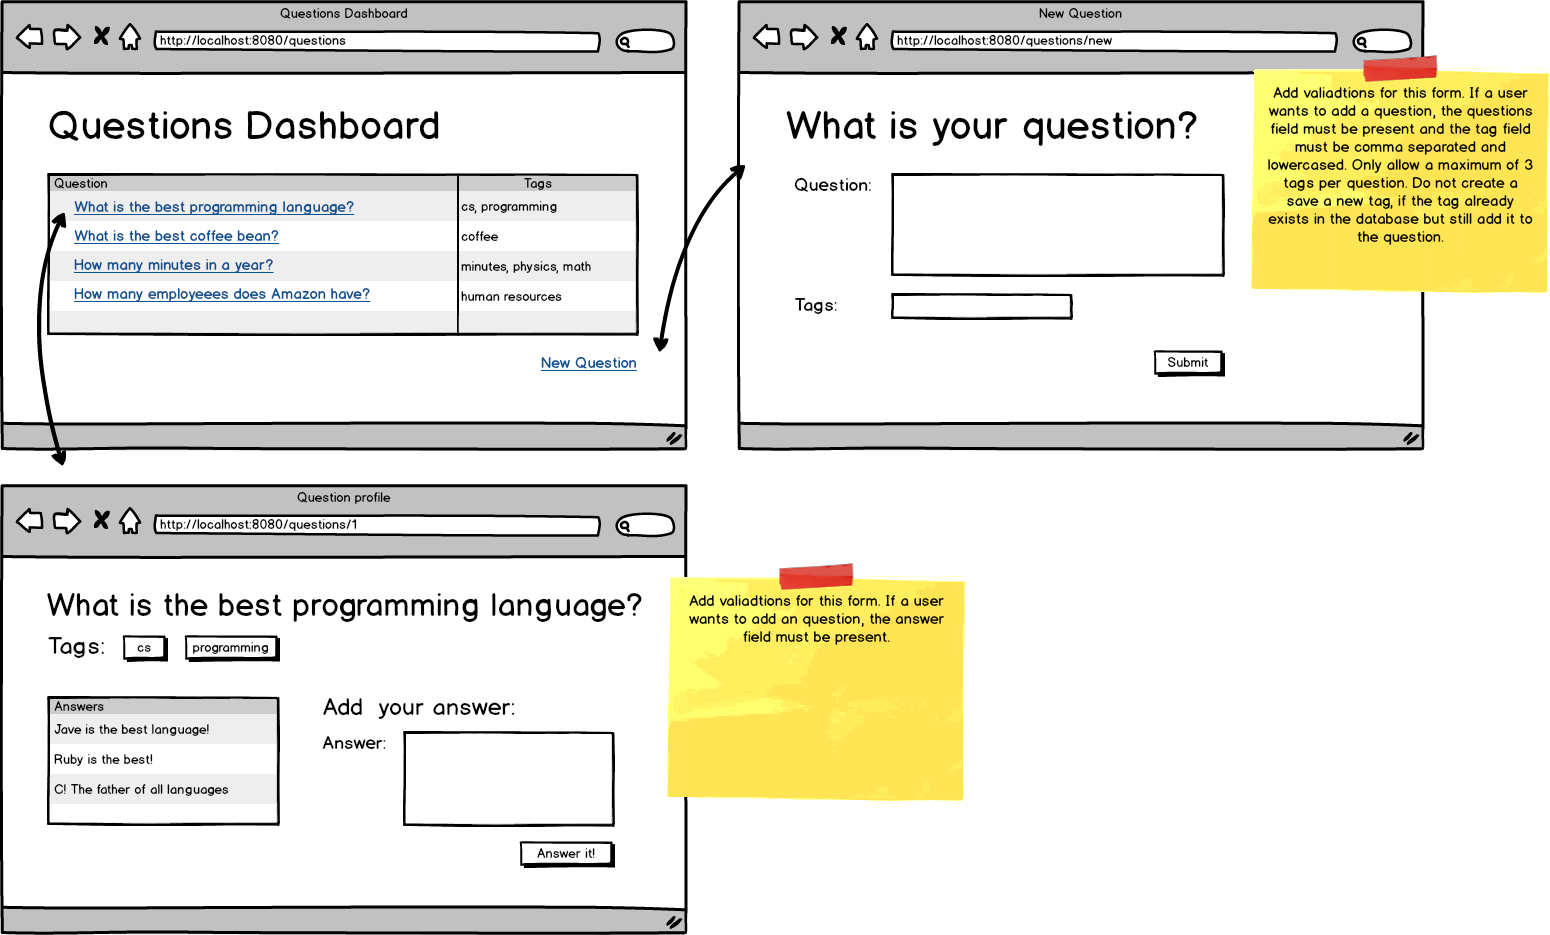 Questions Dashboard
http://localhost:8080/questions
Questions Dashboard
Question Tags
What is the best programming language? cs, programming
What is the best coffee bean? coffee
How many minutes in a year? minutes, physics, math
How many employeees does Amazon have? human resources
New Question
New Question
http://localhost:8080/questions/new
What is your question?
Question:
Tags:
Submit
Add valiadtions for this form. If a user
wants to add a question, the questions
field must be present and the tag field
must be comma separated and
lowercased. Only allow a maximum of 3
tags per question. Do not create a
save a new tag, if the tag already
exists in the database but still add it to
the question.
Question profile
http://localhost:8080/questions/1
What is the best programming language?
Tags: cs programming
Answers
Jave is the best language!
Ruby is the best!
C! The father of all languages
Add your answer:
Answer:
Answer it!
Add valiadtions for this form. If a user
wants to add an question, the answer
field must be present.